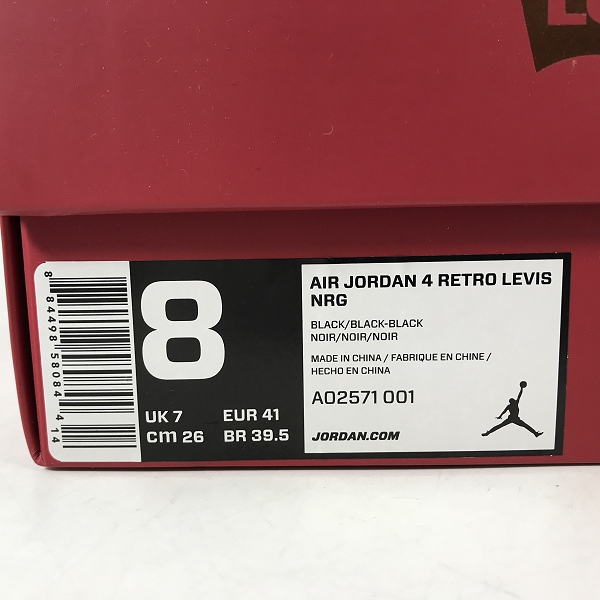 8
UK 7 EUR 41
cm 26 BR 39.5
AIR JORDAN 4 RETRO LEVIS
NRG
BLACK/BLACK-BLACK
NOIR/NOIR/NOIR
MADE IN CHINA / FABRIQUE EN CHINE /
HECHO EN CHINA
AO2571 001
JORDAN.COM
8 84498 58084 4 14